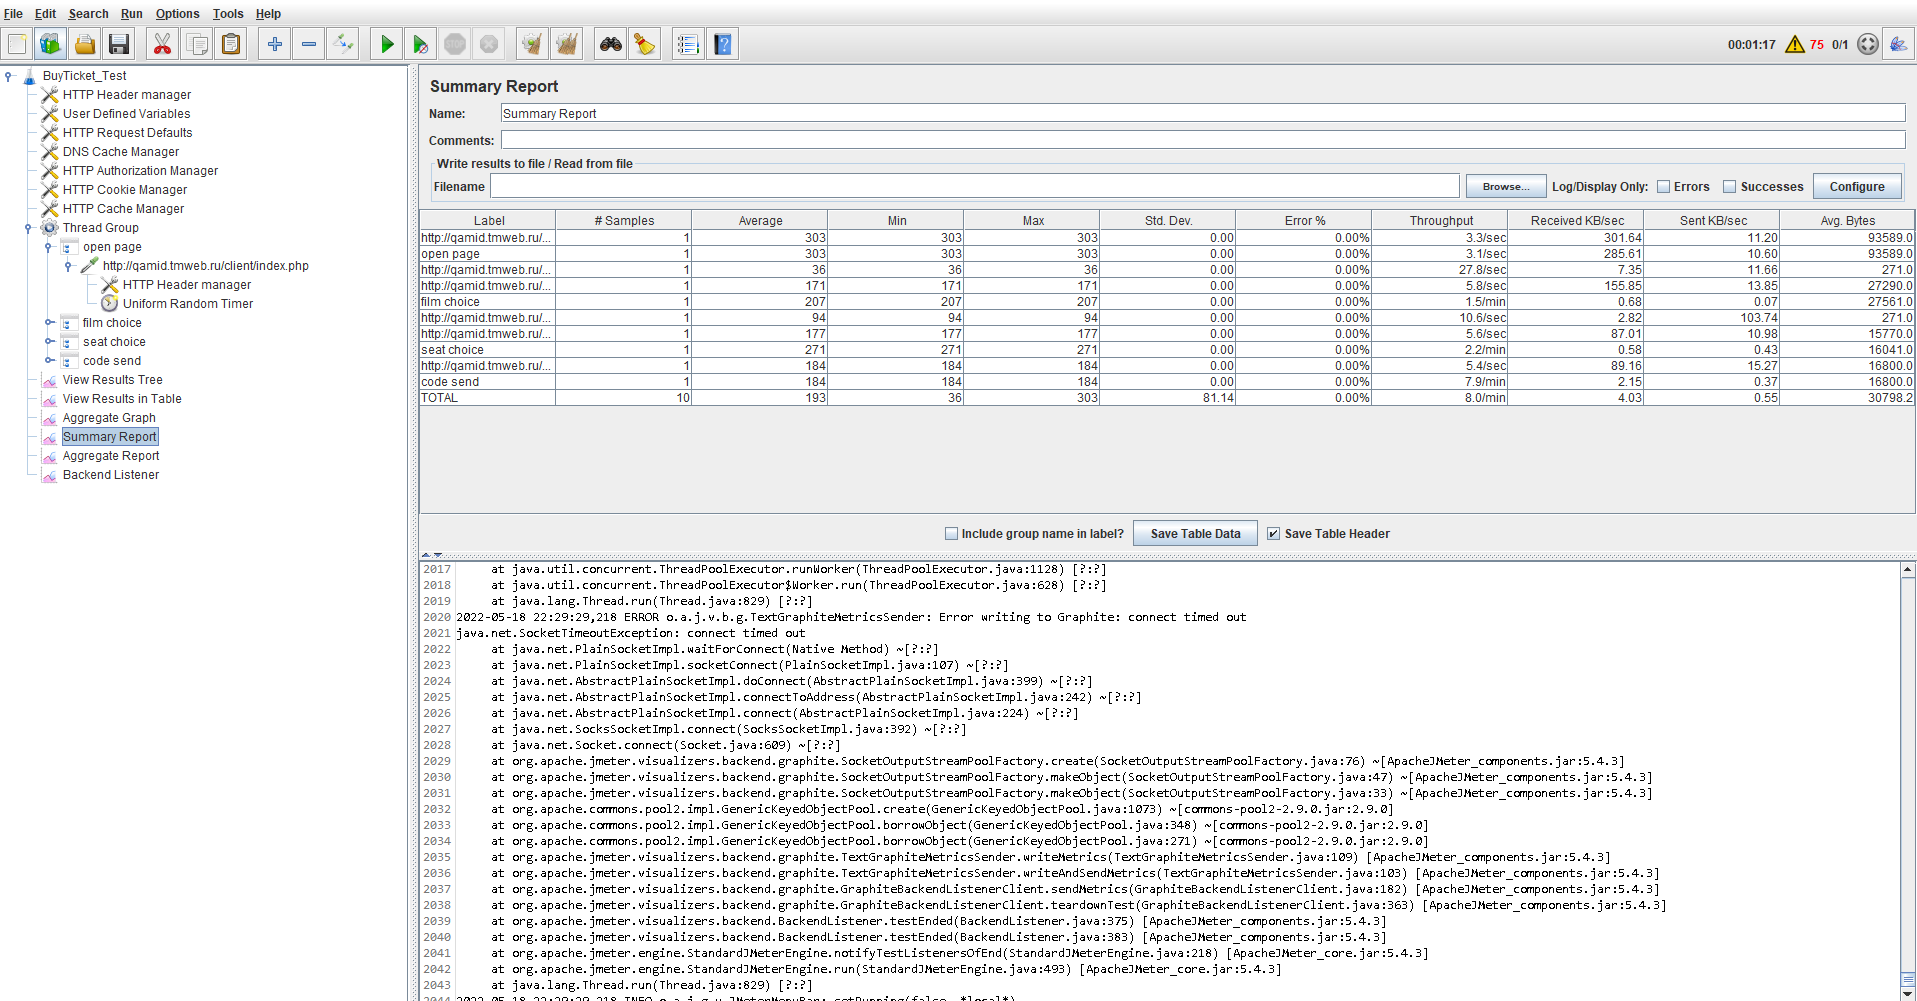 File Edit Search Run Options Tools Help
STOP
00:01:17 75 0/1
BuyTicket_Test
HTTP Header manager
User Defined Variables
HTTP Request Defaults
DNS Cache Manager
HTTP Authorization Manager
HTTP Cookie Manager
HTTP Cache Manager
Thread Group
open page
http://qamid.tmweb.ru/client/index.php
HTTP Header manager
Uniform Random Timer
film choice
seat choice
code send
View Results Tree
View Results in Table
Aggregate Graph
Summary Report
Aggregate Report
Backend Listener
Summary Report
Name: Summary Report
Comments:
Write results to file / Read from file
Filename Browse... Log/Display Only: Errors Successes Configure
Label # Samples Average Min Max Std. Dev. Error % Throughput Received KB/sec Sent KB/sec Avg. Bytes
http://qamid.tmweb.ru/... 1 303 303 303 0.00 0.00% 3.3/sec 301.64 11.20 93589.0
open page 1 303 303 303 0.00 0.00% 3.1/sec 285.61 10.60 93589.0
http://qamid.tmweb.ru/... 1 36 36 36 0.00 0.00% 27.8/sec 7.35 11.66 271.0
http://qamid.tmweb.ru/... 1 171 171 171 0.00 0.00% 5.8/sec 155.85 13.85 27290.0
film choice 1 207 207 207 0.00 0.00% 1.5/min 0.68 0.07 27561.0
http://qamid.tmweb.ru/... 1 94 94 94 0.00 0.00% 10.6/sec 2.82 103.74 271.0
http://qamid.tmweb.ru/... 1 177 177 177 0.00 0.00% 5.6/sec 87.01 10.98 15770.0
seat choice 1 271 271 271 0.00 0.00% 2.2/min 0.58 0.43 16041.0
http://qamid.tmweb.ru/... 1 184 184 184 0.00 0.00% 5.4/sec 89.16 15.27 16800.0
code send 1 184 184 184 0.00 0.00% 7.9/min 2.15 0.37 16800.0
TOTAL 10 193 36 303 81.14 0.00% 8.0/min 4.03 0.55 30798.2
Include group name in label? Save Table Data Save Table Header
2017 at java.util.concurrent.ThreadPoolExecutor.runWorker(ThreadPoolExecutor.java:1128) [?:?]
2018 at java.util.concurrent.ThreadPoolExecutor$Worker.run(ThreadPoolExecutor.java:628) [?:?]
2019 at java.lang.Thread.run(Thread.java:829) [?:?]
2020 2022-05-18 22:29:29,218 ERROR o.a.j.v.b.g.TextGraphiteMetricsSender: Error writing to Graphite: connect timed out
2021 java.net.SocketTimeoutException: connect timed out
2022 at java.net.PlainSocketImpl.waitForConnect(Native Method) ~[?:?]
2023 at java.net.PlainSocketImpl.socketConnect(PlainSocketImpl.java:107) ~[?:?]
2024 at java.net.AbstractPlainSocketImpl.doConnect(AbstractPlainSocketImpl.java:399) ~[?:?]
2025 at java.net.AbstractPlainSocketImpl.connectToAddress(AbstractPlainSocketImpl.java:242) ~[?:?]
2026 at java.net.AbstractPlainSocketImpl.connect(AbstractPlainSocketImpl.java:224) ~[?:?]
2027 at java.net.SocksSocketImpl.connect(SocksSocketImpl.java:392) ~[?:?]
2028 at java.net.Socket.connect(Socket.java:609) ~[?:?]
2029 at org.apache.jmeter.visualizers.backend.graphite.SocketOutputStreamPoolFactory.create(SocketOutputStreamPoolFactory.java:76) ~[ApacheJMeter_components.jar:5.4.3]
2030 at org.apache.jmeter.visualizers.backend.graphite.SocketOutputStreamPoolFactory.makeObject(SocketOutputStreamPoolFactory.java:47) ~[ApacheJMeter_components.jar:5.4.3]
2031 at org.apache.jmeter.visualizers.backend.graphite.SocketOutputStreamPoolFactory.makeObject(SocketOutputStreamPoolFactory.java:33) ~[ApacheJMeter_components.jar:5.4.3]
2032 at org.apache.commons.pool2.impl.GenericKeyedObjectPool.create(GenericKeyedObjectPool.java:1073) ~[commons-pool2-2.9.0.jar:2.9.0]
2033 at org.apache.commons.pool2.impl.GenericKeyedObjectPool.borrowObject(GenericKeyedObjectPool.java:348) ~[commons-pool2-2.9.0.jar:2.9.0]
2034 at org.apache.commons.pool2.impl.GenericKeyedObjectPool.borrowObject(GenericKeyedObjectPool.java:271) ~[commons-pool2-2.9.0.jar:2.9.0]
2035 at org.apache.jmeter.visualizers.backend.graphite.TextGraphiteMetricsSender.writeMetrics(TextGraphiteMetricsSender.java:109) [ApacheJMeter_components.jar:5.4.3]
2036 at org.apache.jmeter.visualizers.backend.graphite.TextGraphiteMetricsSender.writeAndSendMetrics(TextGraphiteMetricsSender.java:103) [ApacheJMeter_components.jar:5.4.3]
2037 at org.apache.jmeter.visualizers.backend.graphite.GraphiteBackendListenerClient.sendMetrics(GraphiteBackendListenerClient.java:182) [ApacheJMeter_components.jar:5.4.3]
2038 at org.apache.jmeter.visualizers.backend.graphite.GraphiteBackendListenerClient.teardownTest(GraphiteBackendListenerClient.java:363) [ApacheJMeter_components.jar:5.4.3]
2039 at org.apache.jmeter.visualizers.backend.BackendListener.testEnded(BackendListener.java:375) [ApacheJMeter_components.jar:5.4.3]
2040 at org.apache.jmeter.visualizers.backend.BackendListener.testEnded(BackendListener.java:383) [ApacheJMeter_components.jar:5.4.3]
2041 at org.apache.jmeter.engine.StandardJMeterEngine.notifyTestListenersOfEnd(StandardJMeterEngine.java:218) [ApacheJMeter_core.jar:5.4.3]
2042 at org.apache.jmeter.engine.StandardJMeterEngine.run(StandardJMeterEngine.java:493) [ApacheJMeter_core.jar:5.4.3]
2043 at java.lang.Thread.run(Thread.java:829) [?:?]
2044 2022-05-18 22:29:29,218 INFO o.a.j.g.u.JMeterMenuBar: setRunning(false, *local*)